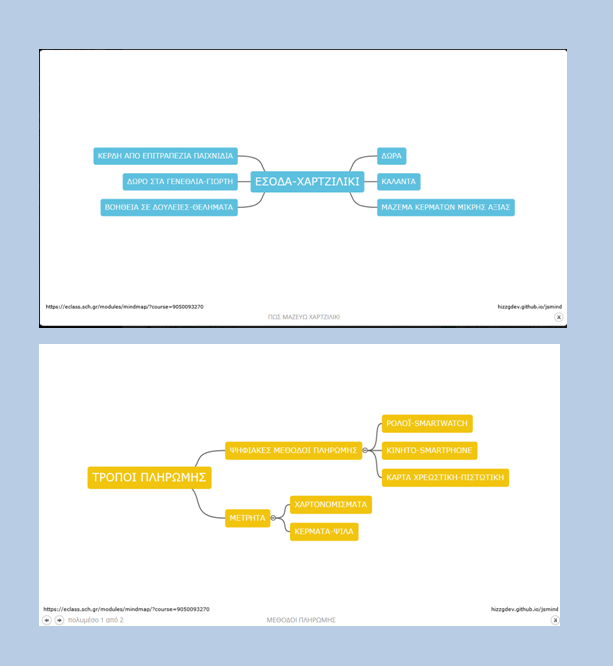 ΚΕΡΔΗ ΑΠΟ ΕΠΙΤΡΑΠΕΖΙΑ ΠΑΙΧΝΙΔΙΑ
ΔΩΡΟ ΣΤΑ ΓΕΝΕΘΛΙΑ-ΓΙΟΡΤΗ
ΒΟΗΘΕΙΑ ΣΕ ΔΟΥΛΕΙΕΣ-ΘΕΛΗΜΑΤΑ
ΕΣΟΔΑ-ΧΑΡΤΖΙΛΙΚΙ
ΔΩΡΑ
ΚΑΛΑΝΤΑ
ΜΑΖΕΜΑ ΚΕΡΜΑΤΩΝ ΜΙΚΡΗΣ ΑΞΙΑΣ
https://eclass.sch.gr/modules/mindmap/?course=9050093270
hizzgdev.github.io/jsmind
ΠΩΣ ΜΑΖΕΥΩ ΧΑΡΤΖΙΛΙΚΙ
ΤΡΟΠΟΙ ΠΛΗΡΩΜΗΣ
ΨΗΦΙΑΚΕΣ ΜΕΘΟΔΟΙ ΠΛΗΡΩΜΗΣ
ΡΟΛΟΪ-SMARTWATCH
ΚΙΝΗΤΟ-SMARTPHONE
ΚΑΡΤΑ ΧΡΕΩΣΤΙΚΗ-ΠΙΣΤΩΤΙΚΗ
ΜΕΤΡΗΤΑ
ΧΑΡΤΟΝΟΜΙΣΜΑΤΑ
ΚΕΡΜΑΤΑ-ΨΙΛΑ
https://eclass.sch.gr/modules/mindmap/?course=9050093270
hizzgdev.github.io/jsmind
πολυμέσο 1 από 2
ΜΕΘΟΔΟΙ ΠΛΗΡΩΜΗΣ